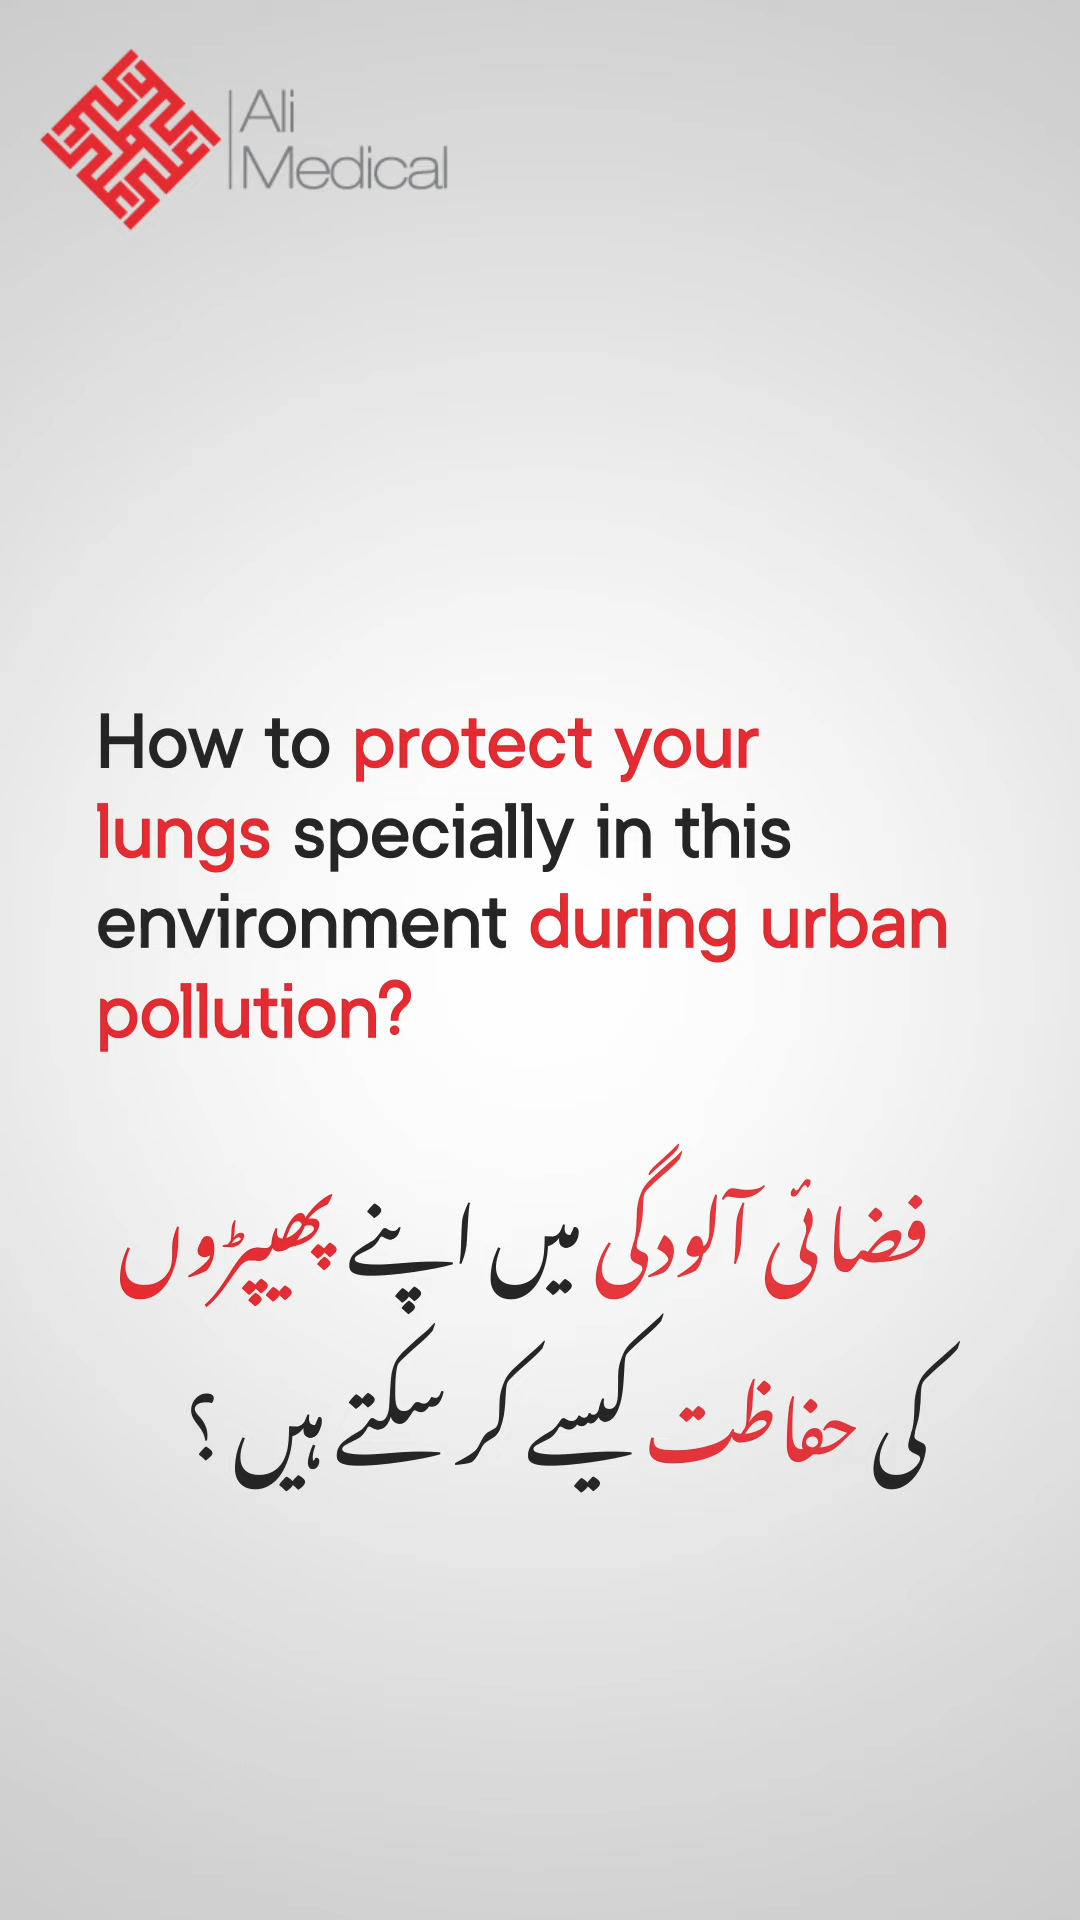 Ali
Medical
How to protect your
lungs specially in this
environment during urban
pollution?
فضائی آلودگی میں اپنے پھیپڑوں
کی حفاظت کیسے کر سکتے ہیں ؟